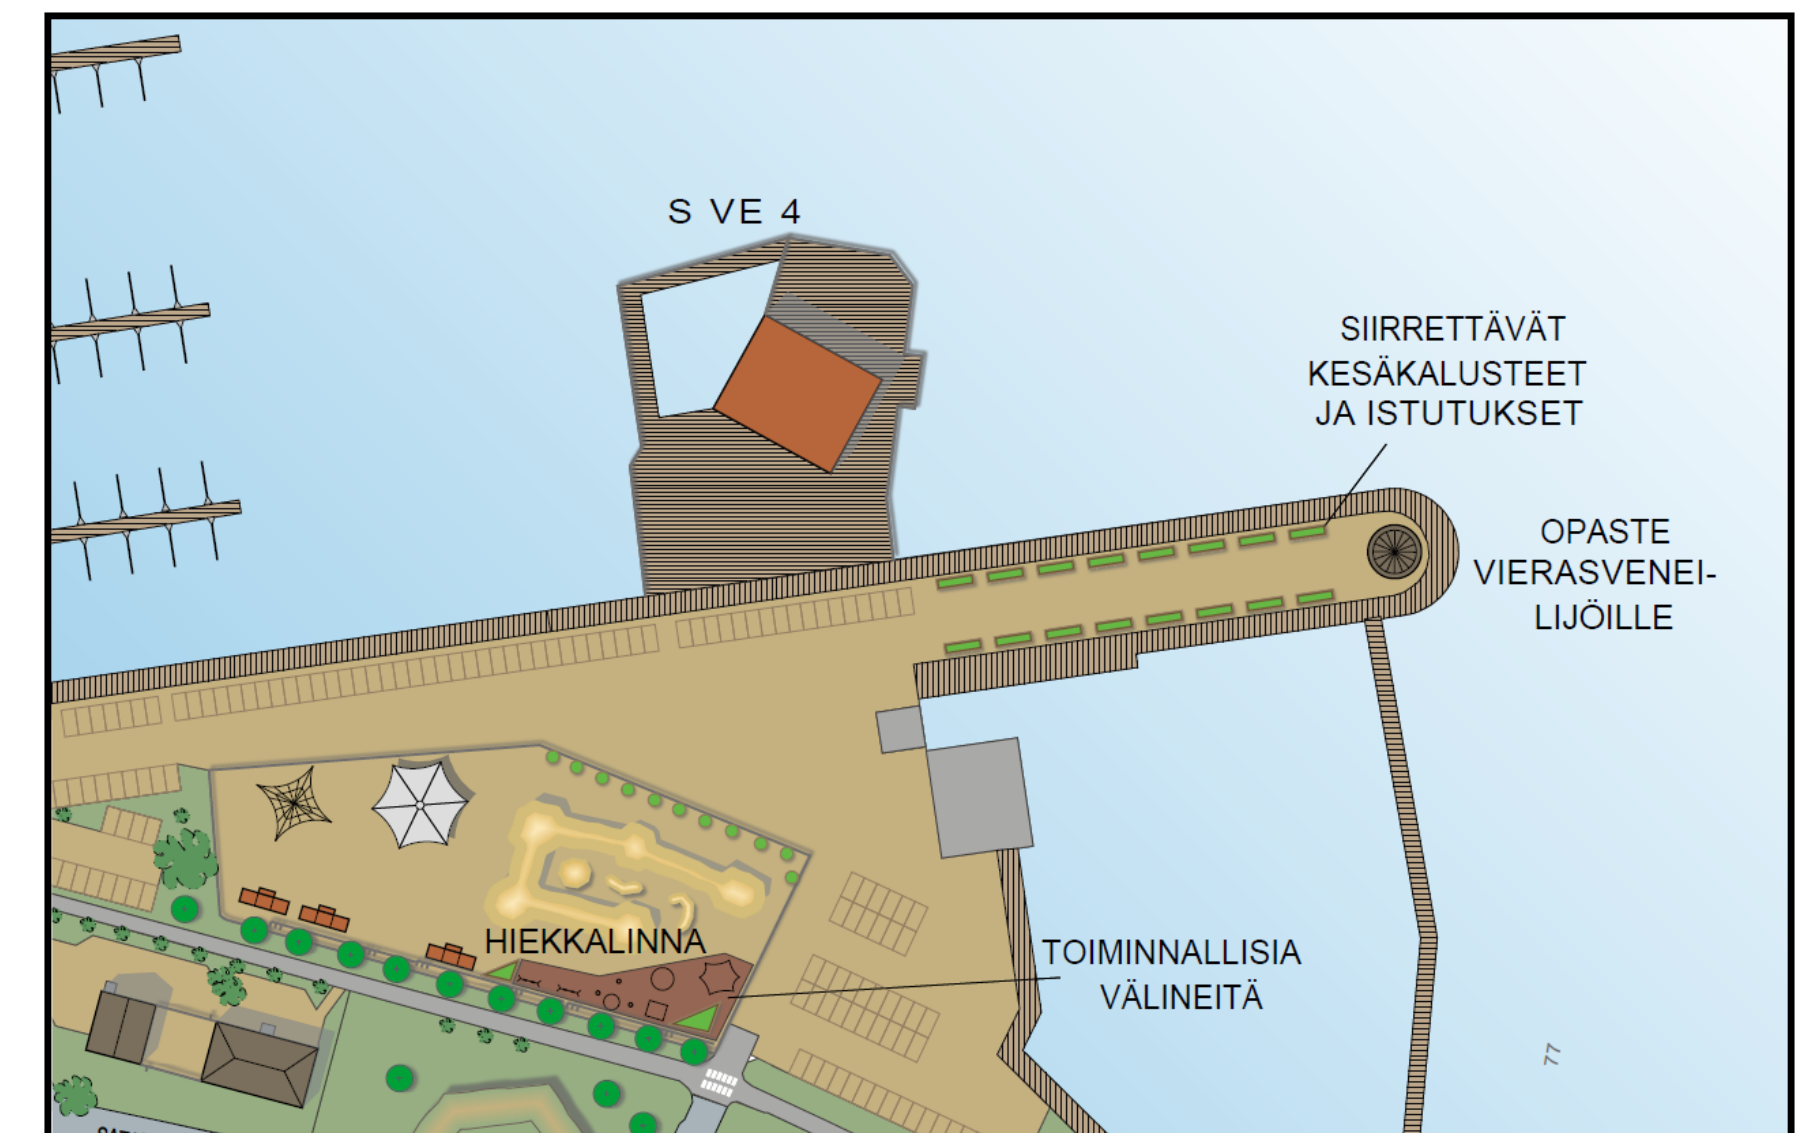 S VE 4
SIIRRETTÄVÄT
KESÄKALUSTEET
JA ISTUTUKSET
OPASTE
VIERASVENEI-
LIJÖILLE
HIEKKALINNA
TOIMINNALLISIA
VÄLINEITÄ
77